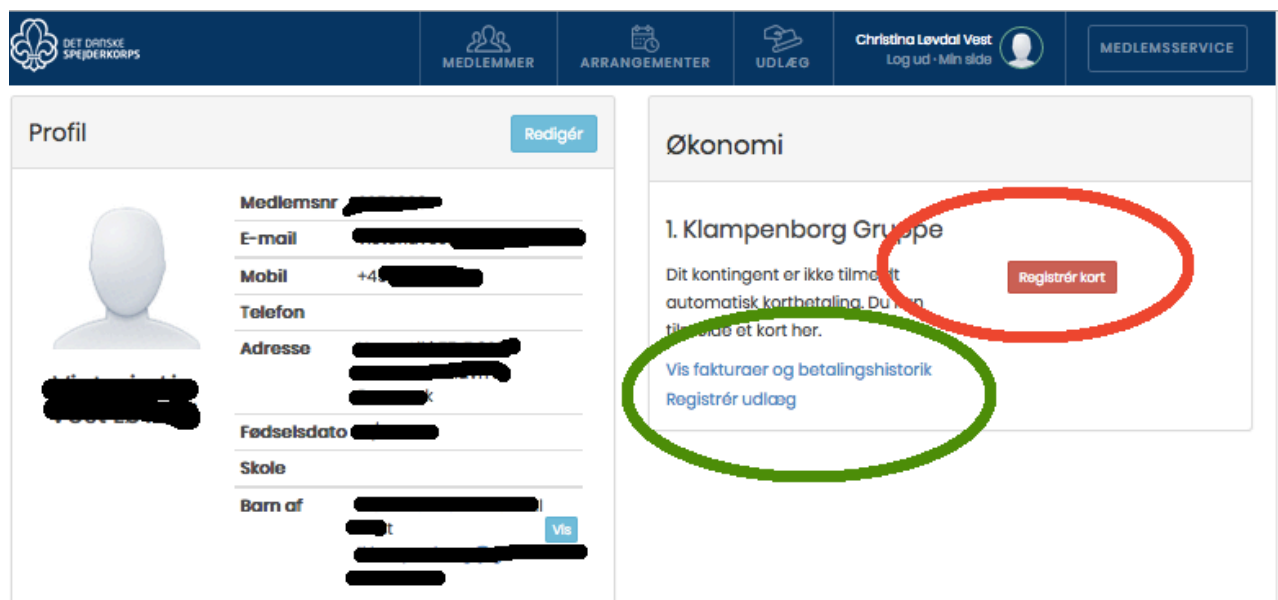 DET DANSKE
SPEJDERKORPS
MEDLEMMER
ARRANGEMENTER
UDLÆG
Christina Løvdal Vest
Log ud · Min side
MEDLEMSSERVICE
Profil
Redigér
Medlemsnr
E-mail
Mobil
Telefon
Adresse
Fødselsdato
Skole
Barn af
Vis
Økonomi
1. Klampenborg Gruppe
Dit kontingent er ikke tilmeldt
automatisk kortbetaling. Du kan
tilmelde et kort her.
Registrér kort
Vis fakturaer og betalingshistorik
Registrér udlæg